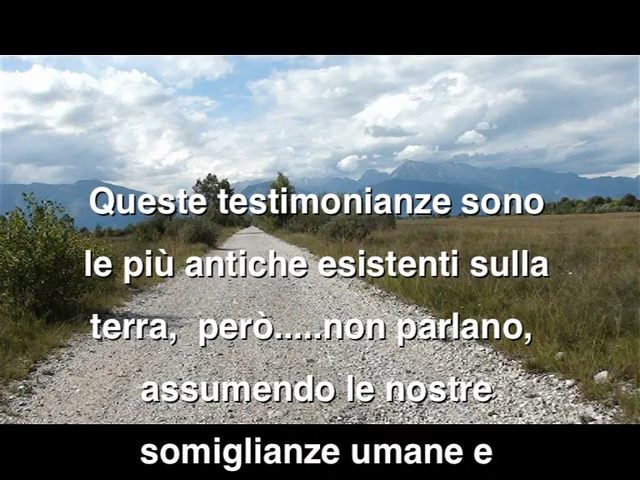 Queste testimonianze sono
le più antiche esistenti sulla
terra,  però.....non parlano,
assumendo le nostre
somiglianze umane e